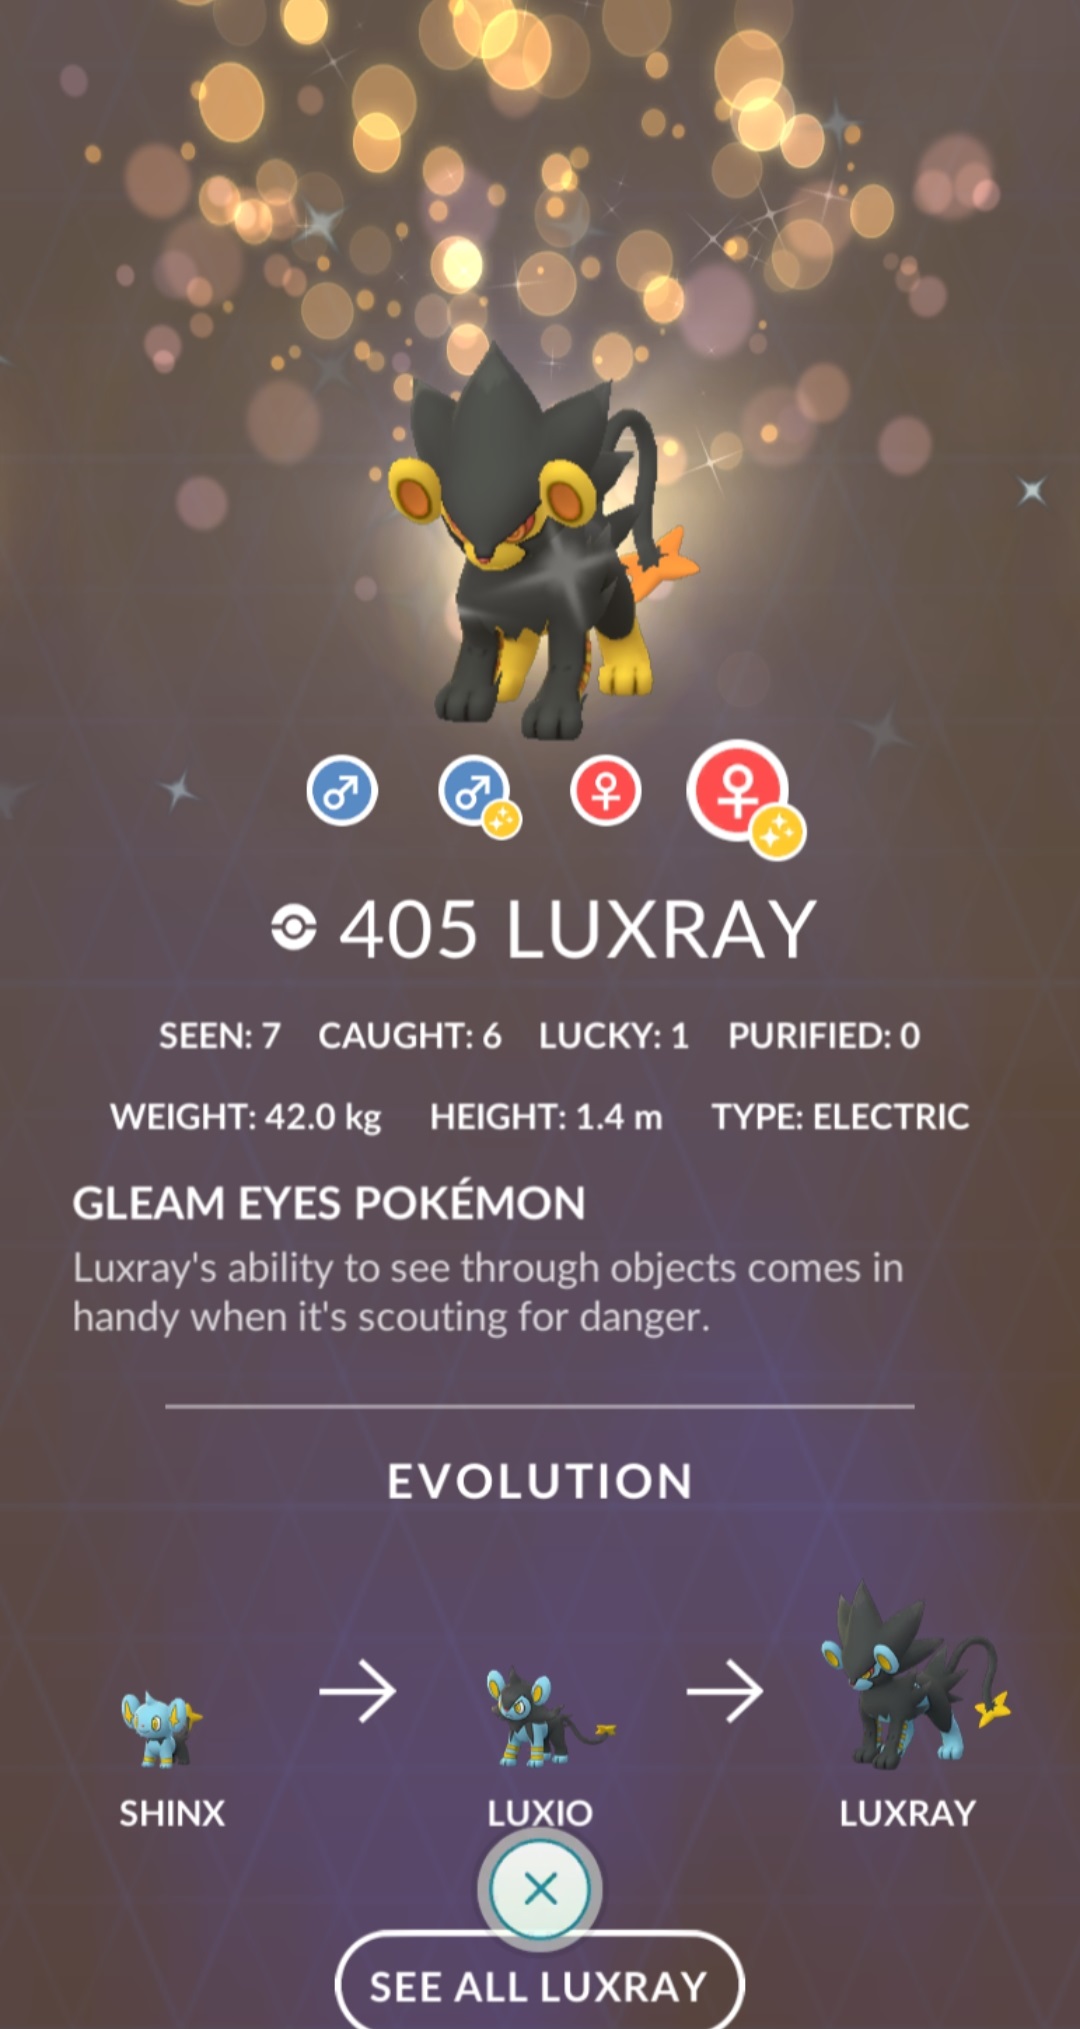 405 LUXRAY
SEEN: 7 CAUGHT: 6 LUCKY: 1 PURIFIED: 0
WEIGHT: 42.0 kg HEIGHT: 1.4 m TYPE: ELECTRIC
GLEAM EYES POKÉMON
Luxray's ability to see through objects comes in
handy when it's scouting for danger.
EVOLUTION
SHINX LUXIO LUXRAY
SEE ALL LUXRAY